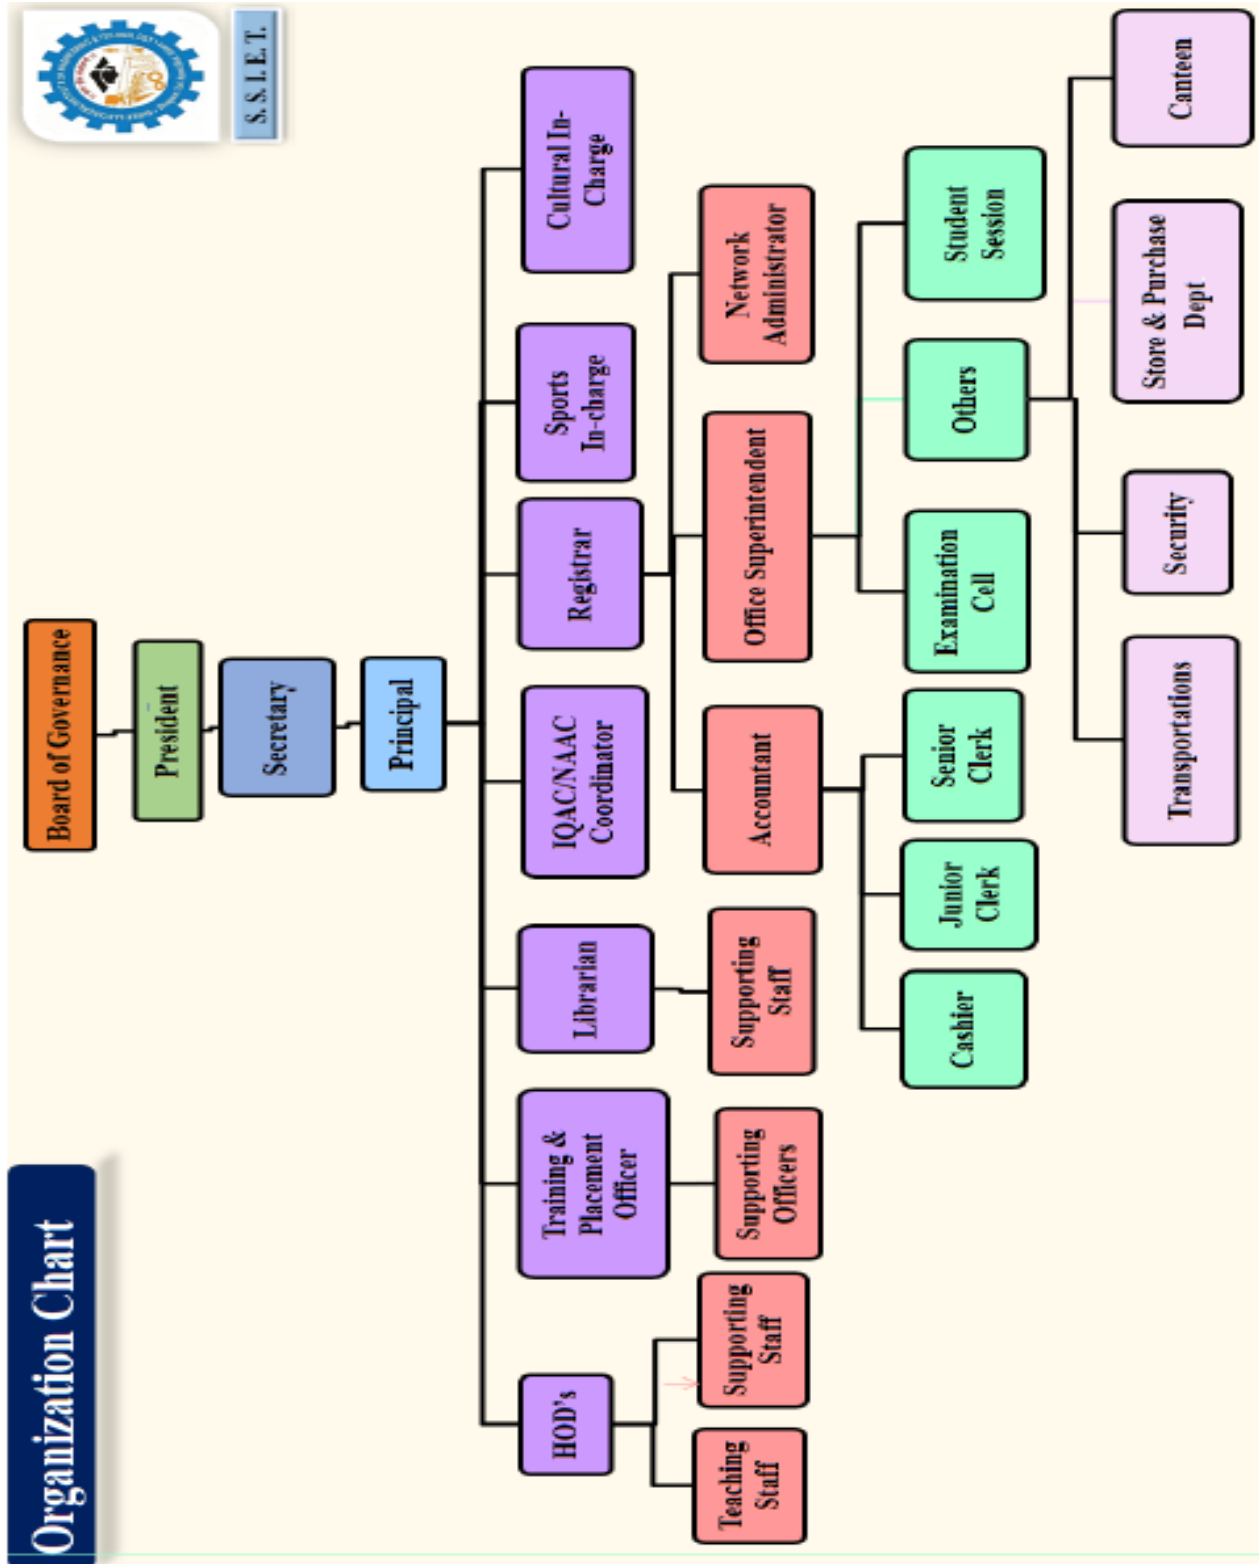 Organization Chart
S. S. I. E. T.
Board of Governance
President
Secretary
Principal
HOD's
Training &
Placement
Officer
Librarian
IQAC/NAAC
Coordinator
Registrar
Sports
In-charge
Cultural In-
Charge
Teaching
Staff
Supporting
Staff
Supporting
Officers
Supporting
Staff
Accountant
Office Superintendent
Network
Administrator
Cashier
Junior
Clerk
Senior
Clerk
Examination
Cell
Others
Student
Session
Transportations
Security
Store & Purchase
Dept
Canteen